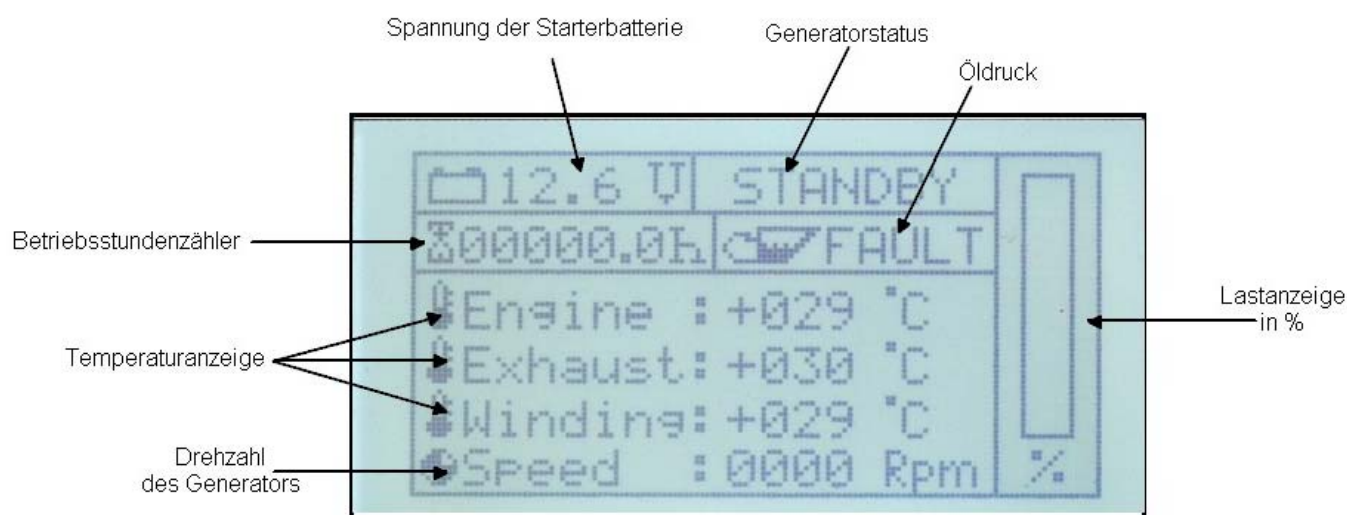 Spannung der Starterbatterie
Generatorstatus
Öldruck
12.6 V
STANDBY
Betriebsstundenzähler
00000.0h
FAULT
Engine : +029 °C
Lastanzeige
in %
Temperaturanzeige
Exhaust: +030 °C
Winding: +029 °C
Drehzahl
des Generators
Speed : 0000 Rpm
%